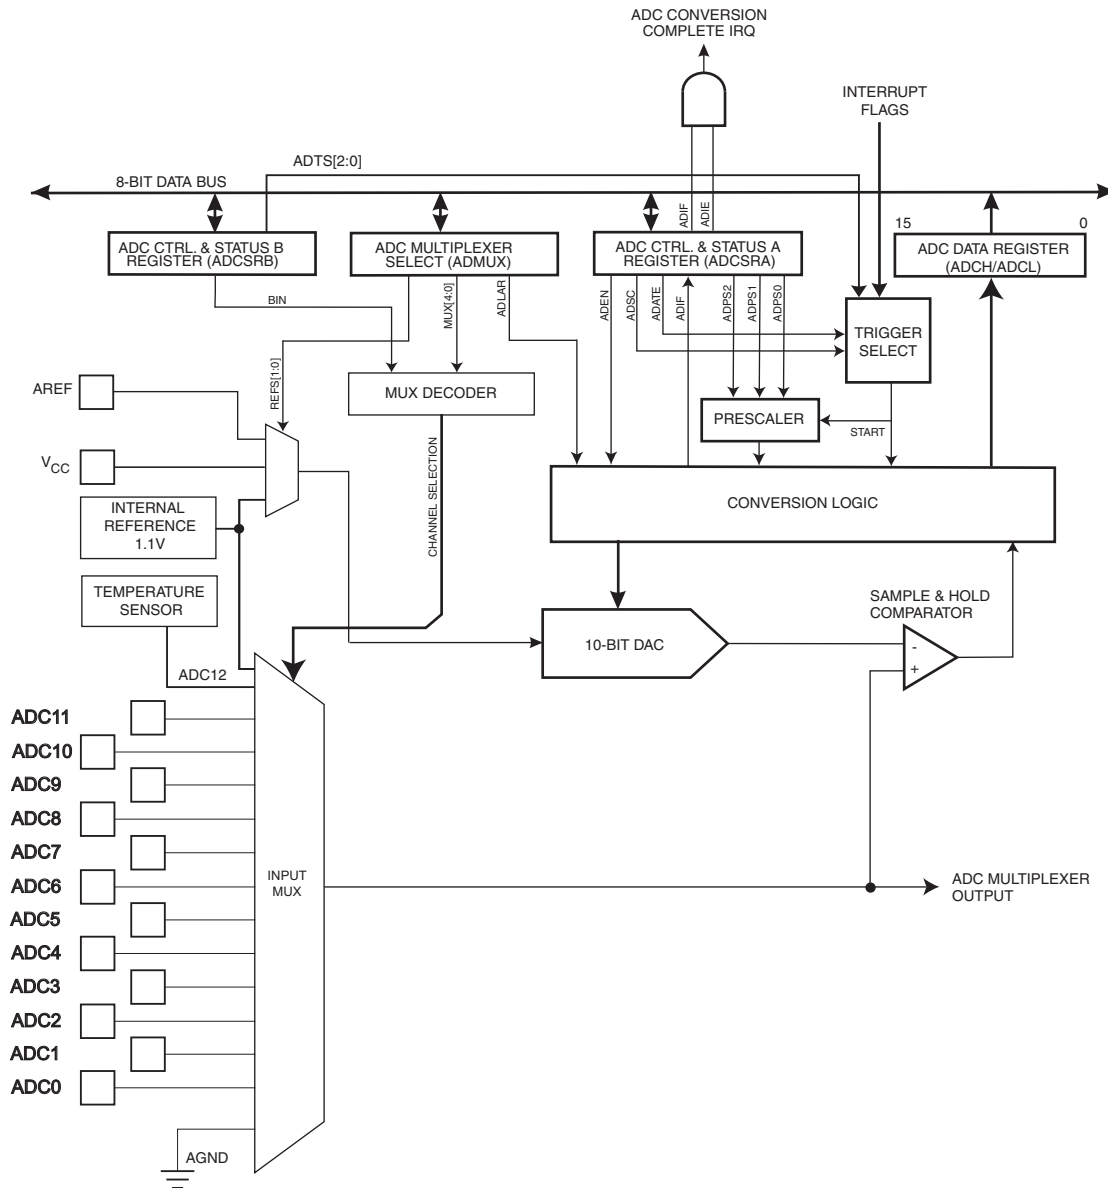 ADC CONVERSION
COMPLETE IRQ
INTERRUPT
FLAGS
ADTS[2:0]
8-BIT DATA BUS
ADIF
ADIE
15
0
ADC CTRL. & STATUS B
REGISTER (ADCSRB)
ADC MULTIPLEXER
SELECT (ADMUX)
ADC CTRL. & STATUS A
REGISTER (ADCSRA)
ADC DATA REGISTER
(ADCH/ADCL)
BIN
MUX[4:0]
ADLAR
ADEN
ADSC
ADATE
ADIF
ADPS2
ADPS1
ADPS0
TRIGGER
SELECT
REFS[1:0]
AREF
MUX DECODER
PRESCALER
START
VCC
CHANNEL SELECTION
INTERNAL
REFERENCE
1.1V
CONVERSION LOGIC
TEMPERATURE
SENSOR
SAMPLE & HOLD
COMPARATOR
10-BIT DAC
-
+
ADC12
ADC11
ADC10
ADC9
ADC8
ADC7
ADC6
INPUT
MUX
ADC MULTIPLEXER
OUTPUT
ADC5
ADC4
ADC3
ADC2
ADC1
ADC0
AGND